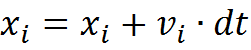 𝑥ᵢ = 𝑥ᵢ + 𝑣ᵢ · 𝑑𝑡